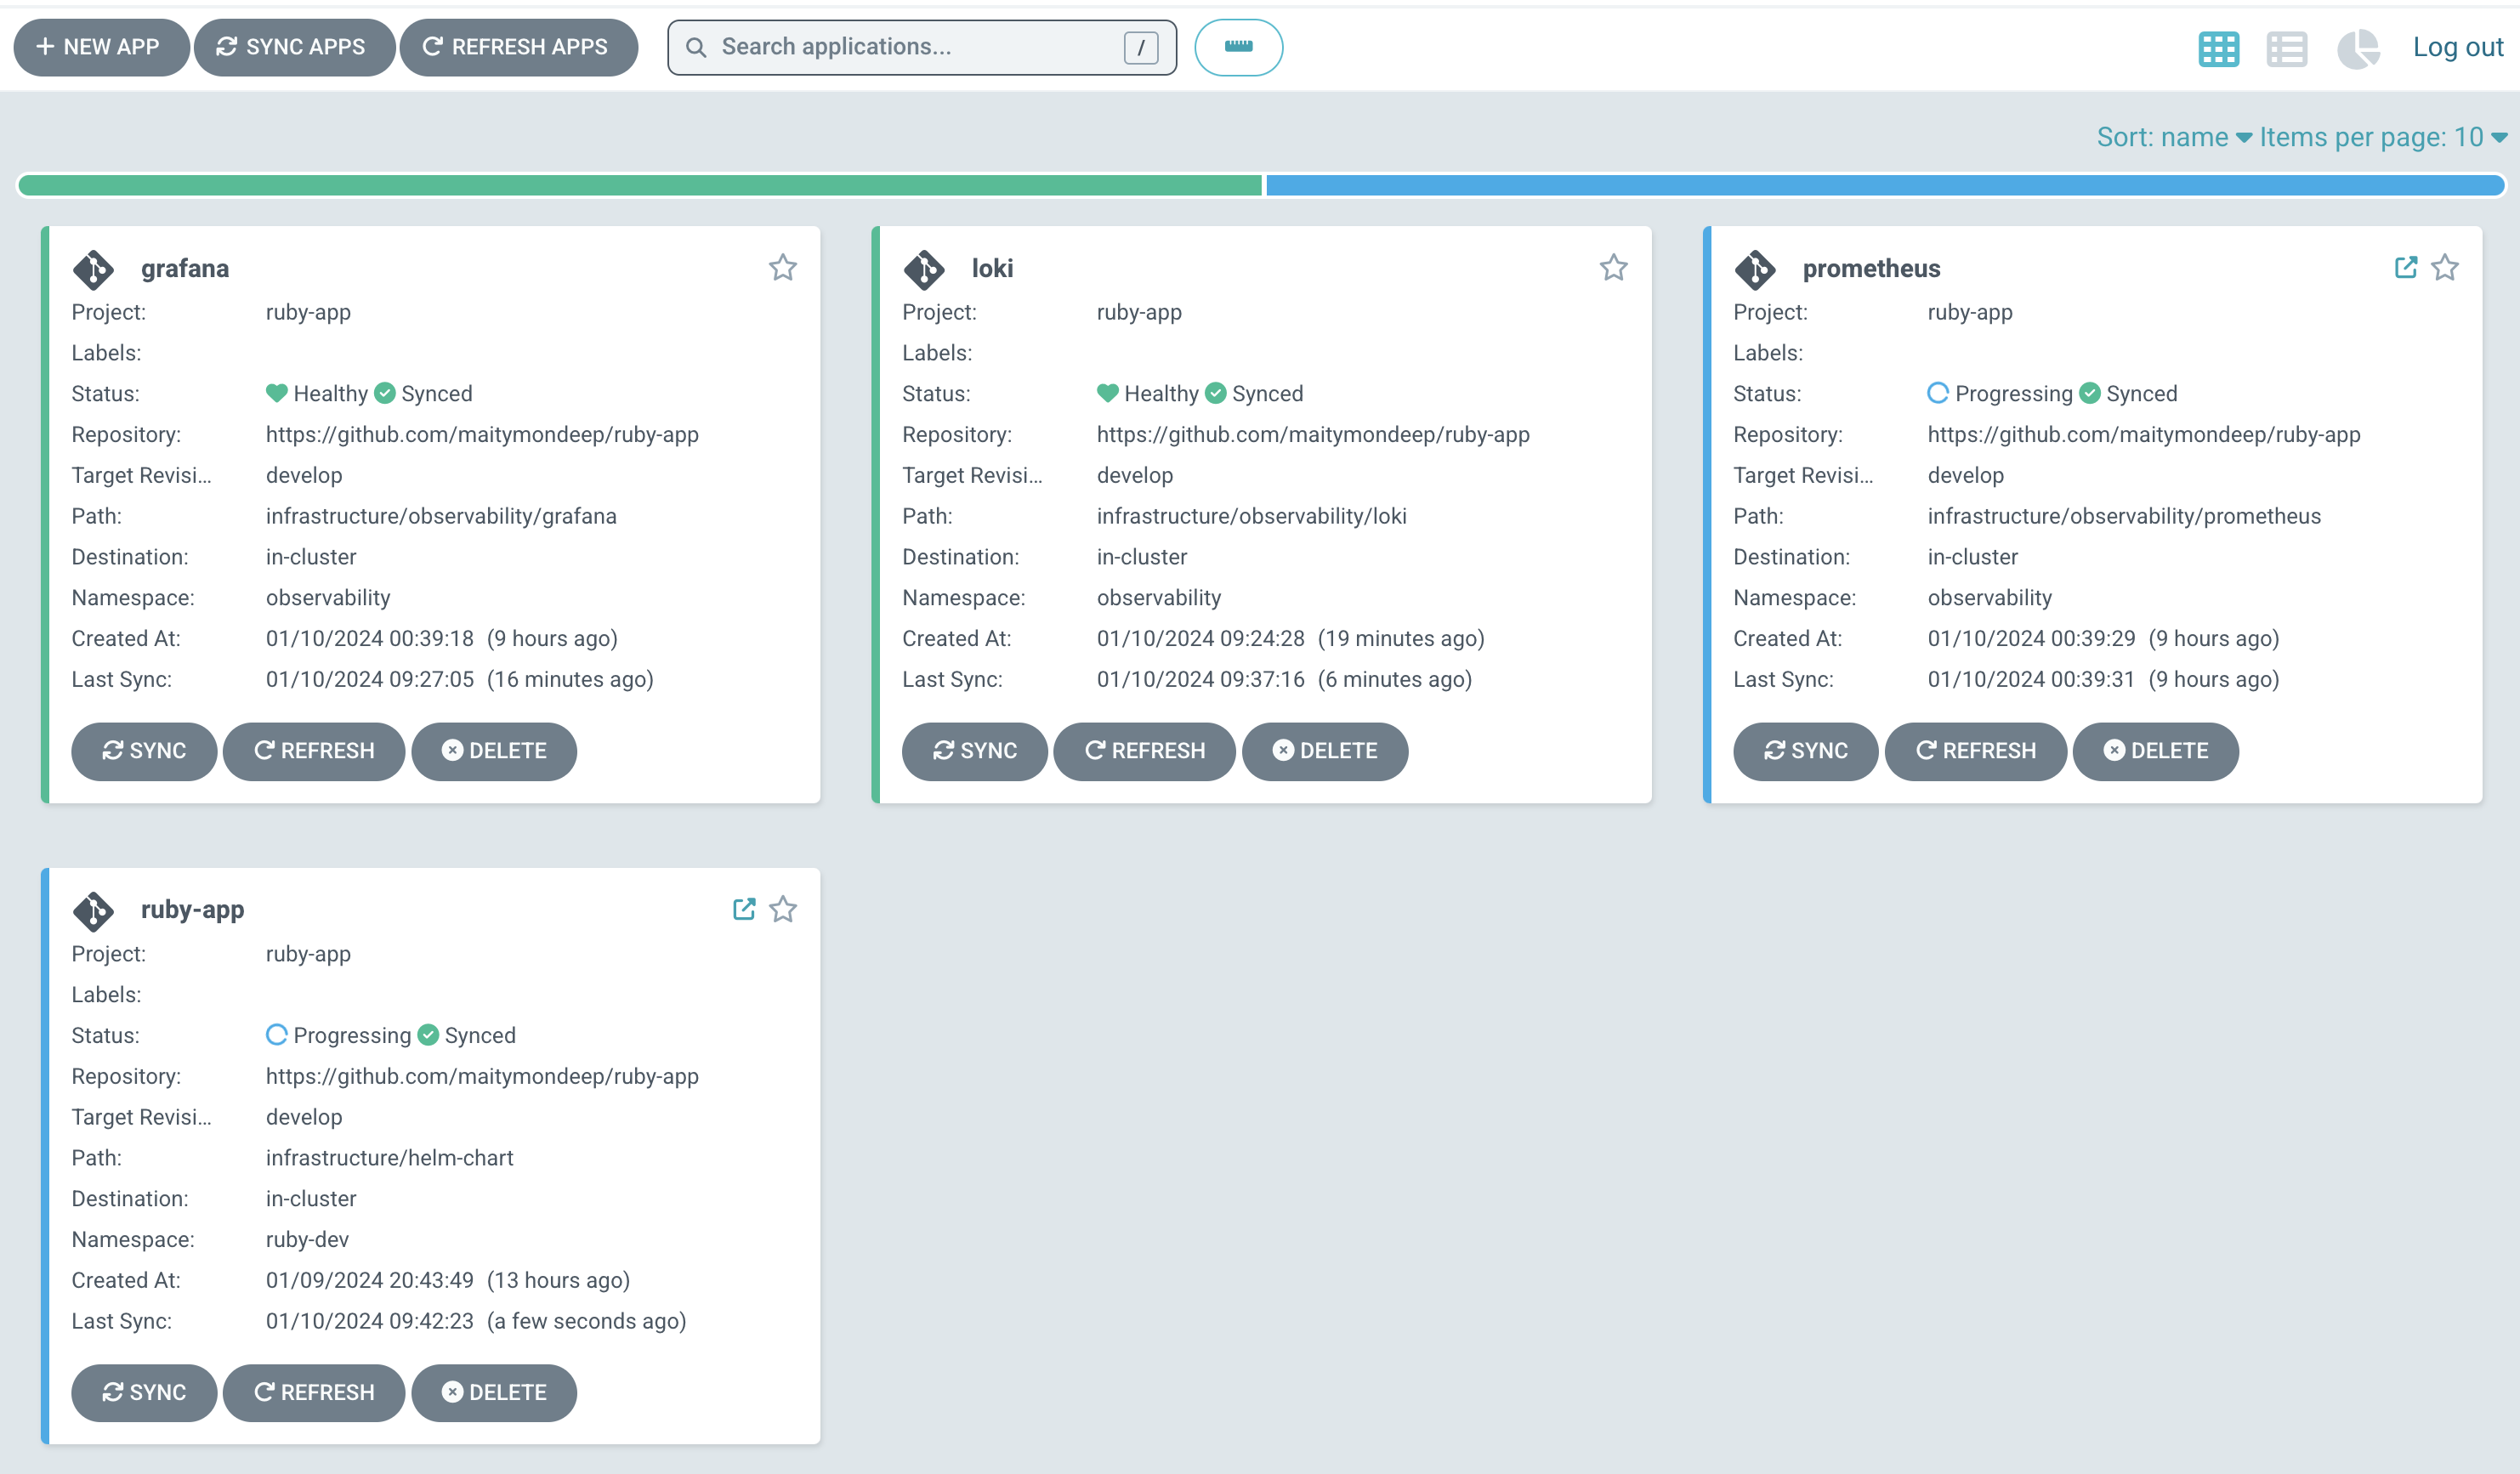 NEW APP SYNC APPS REFRESH APPS Search applications... / Log out
Sort: name Items per page: 10
grafana
Project: ruby-app
Labels:
Status: Healthy Synced
Repository: https://github.com/maitymondeep/ruby-app
Target Revisi... develop
Path: infrastructure/observability/grafana
Destination: in-cluster
Namespace: observability
Created At: 01/10/2024 00:39:18 (9 hours ago)
Last Sync: 01/10/2024 09:27:05 (16 minutes ago)
SYNC REFRESH DELETE
loki
Project: ruby-app
Labels:
Status: Healthy Synced
Repository: https://github.com/maitymondeep/ruby-app
Target Revisi... develop
Path: infrastructure/observability/loki
Destination: in-cluster
Namespace: observability
Created At: 01/10/2024 09:24:28 (19 minutes ago)
Last Sync: 01/10/2024 09:37:16 (6 minutes ago)
SYNC REFRESH DELETE
prometheus
Project: ruby-app
Labels:
Status: Progressing Synced
Repository: https://github.com/maitymondeep/ruby-app
Target Revisi... develop
Path: infrastructure/observability/prometheus
Destination: in-cluster
Namespace: observability
Created At: 01/10/2024 00:39:29 (9 hours ago)
Last Sync: 01/10/2024 00:39:31 (9 hours ago)
SYNC REFRESH DELETE
ruby-app
Project: ruby-app
Labels:
Status: Progressing Synced
Repository: https://github.com/maitymondeep/ruby-app
Target Revisi... develop
Path: infrastructure/helm-chart
Destination: in-cluster
Namespace: ruby-dev
Created At: 01/09/2024 20:43:49 (13 hours ago)
Last Sync: 01/10/2024 09:42:23 (a few seconds ago)
SYNC REFRESH DELETE